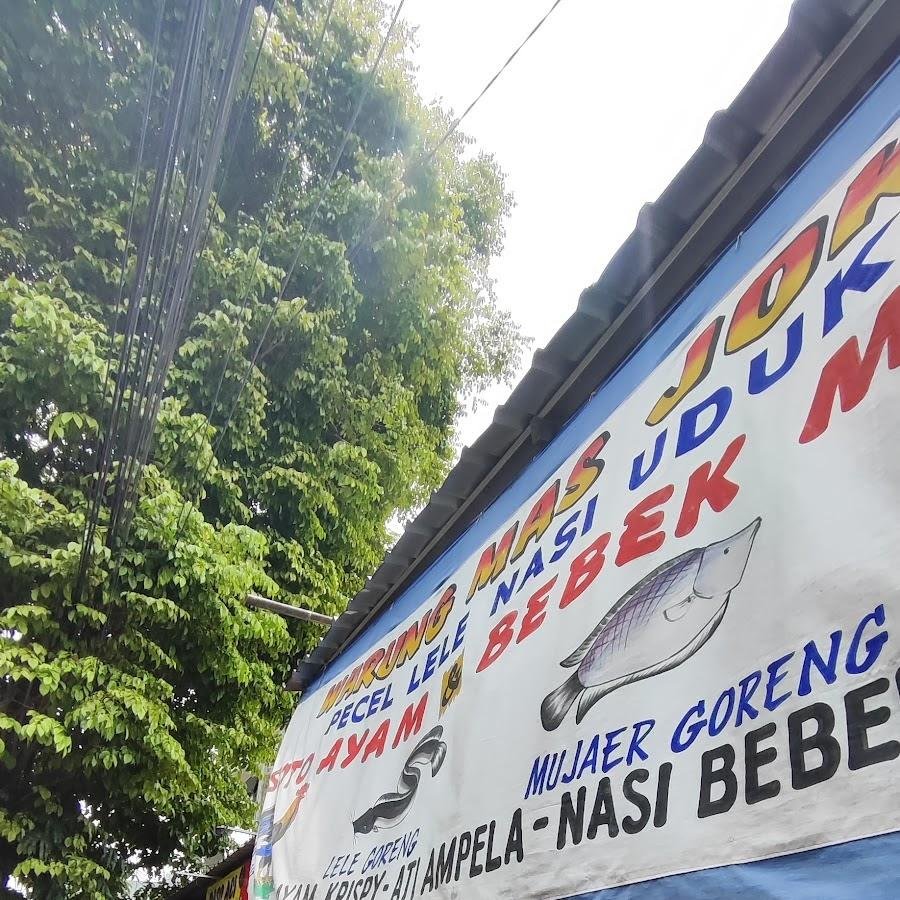 WARUNG MAS JOK
PECEL LELE NASI UDUK
SOTO AYAM & BEBEK M
MUJAER GORENG
LELE GORENG
AYAM KRISPY - ATI AMPELA - NASI BEBE